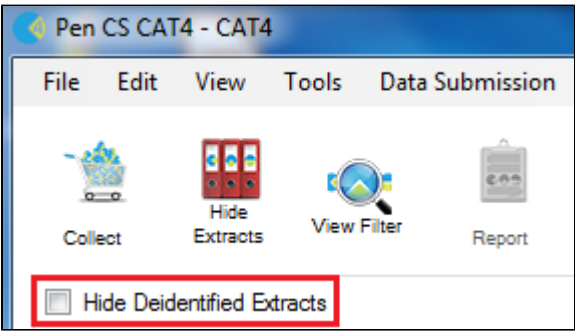 Pen CS CAT4 - CAT4
File Edit View Tools Data Submission
Collect
Hide
Extracts
View Filter
Report
Hide Deidentified Extracts